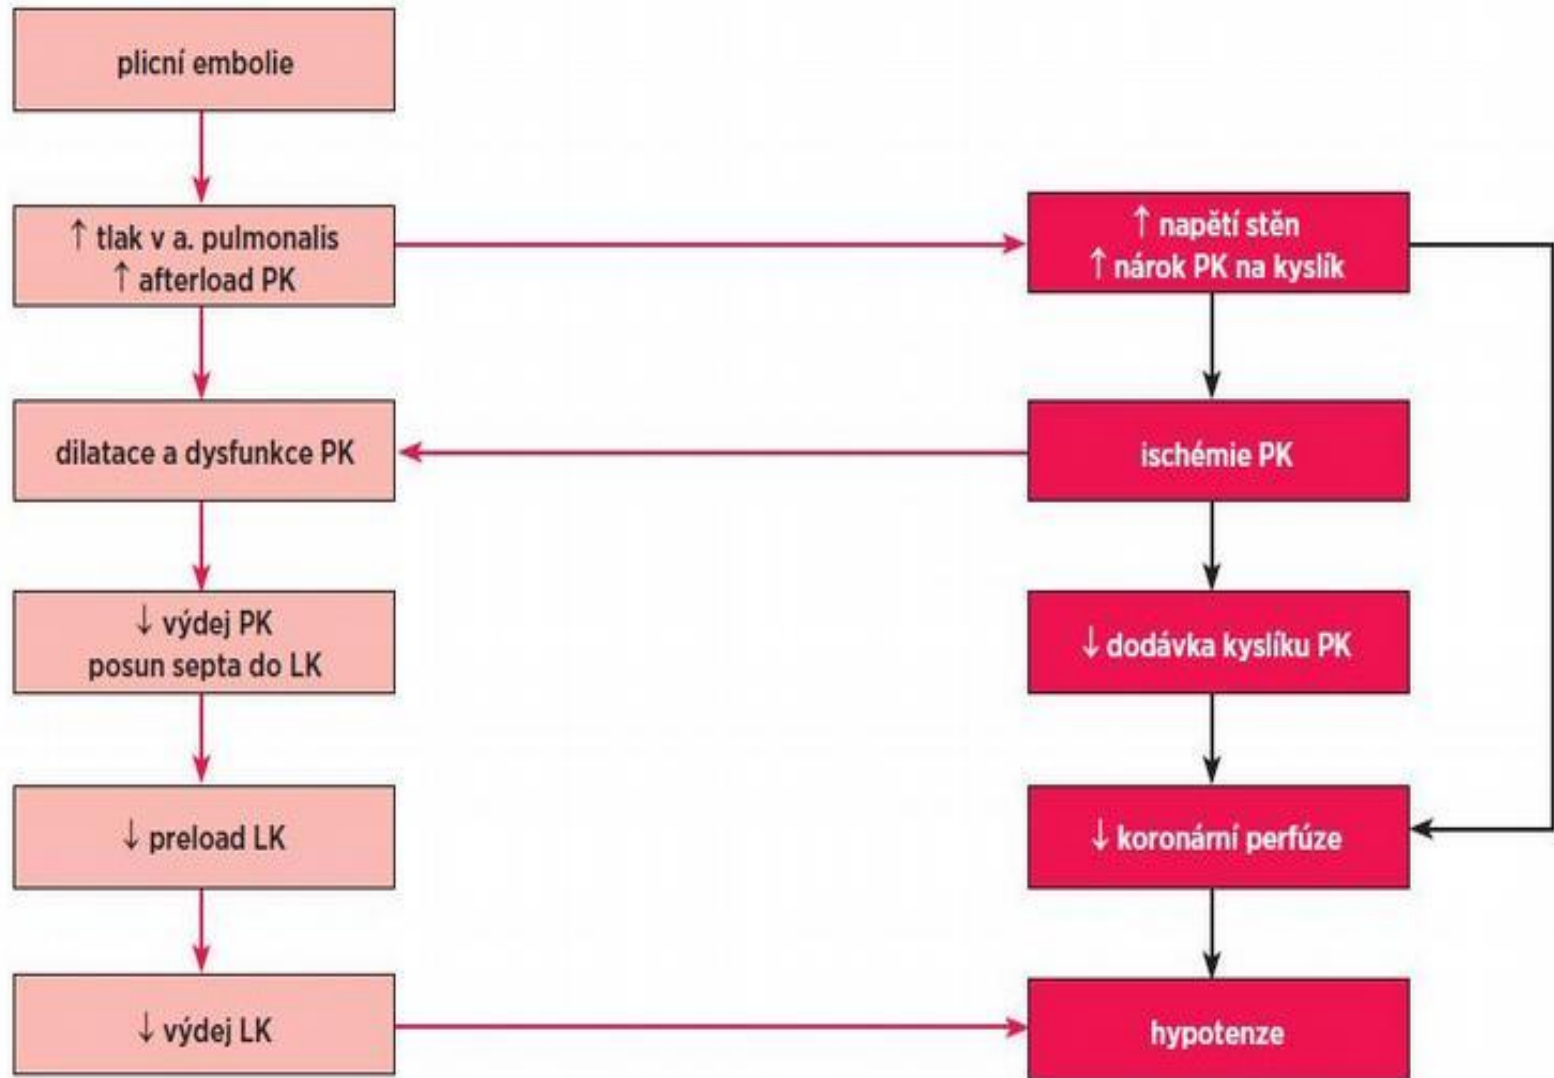 plicní embolie
↑ tlak v a. pulmonalis
↑ afterload PK
dilatace a dysfunkce PK
↓ výdej PK
posun septa do LK
↓ preload LK
↓ výdej LK
↑ napětí stěn
↑ nárok PK na kyslík
ischémie PK
↓ dodávka kyslíku PK
↓ koronární perfúze
hypotenze